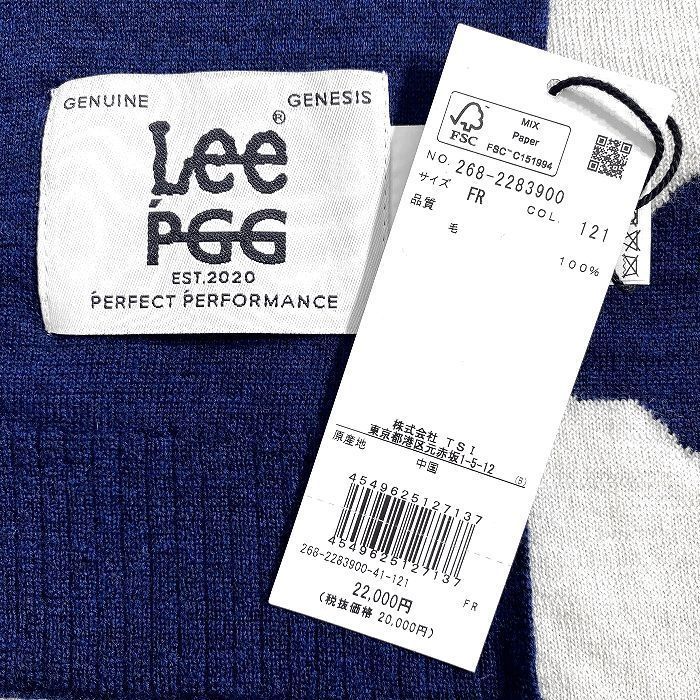 GENUINE GENESIS
Lee®
PGG
EST.2020
PERFECT PERFORMANCE
FSC
MIX
Paper
FSC™ C151994
NO. 268-2283900
サイズ FR COL. 121
品質
毛 100%
株式会社 TSI
東京都港区元赤坂1-5-12 (B)
原産地 中国
4549625127137
4549625127137
268-2283900-41-121
22,000円 FR
(税抜価格 20,000円)